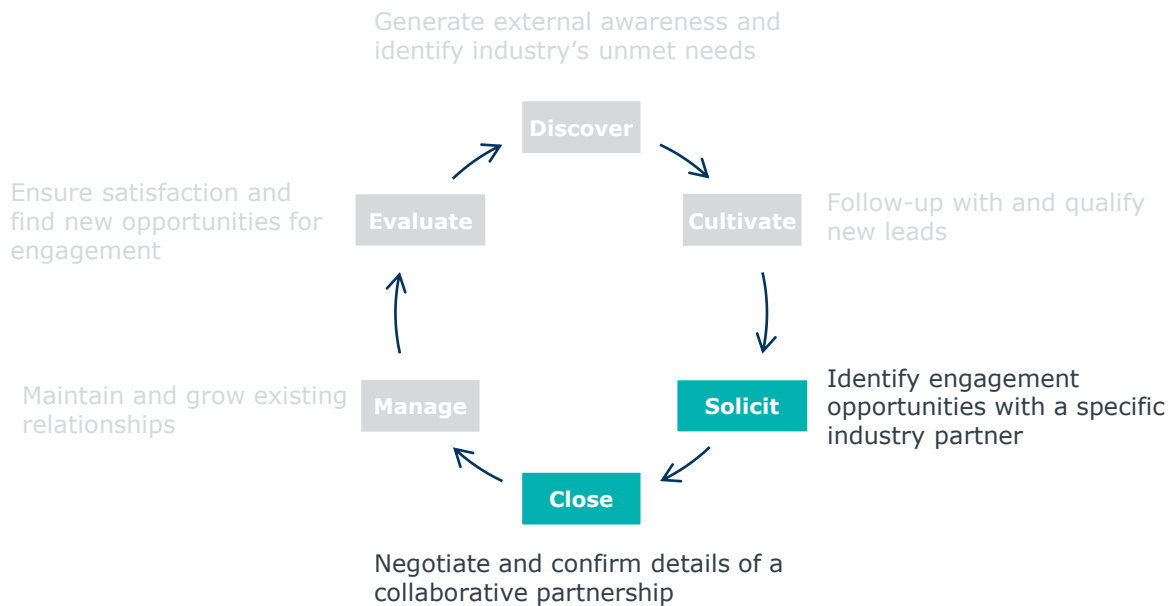 Generate external awareness and
identify industry’s unmet needs
Discover
Ensure satisfaction and
find new opportunities for
engagement
Evaluate
Cultivate
Follow-up with and qualify
new leads
Maintain and grow existing
relationships
Manage
Solicit
Identify engagement
opportunities with a specific
industry partner
Close
Negotiate and confirm details of a
collaborative partnership